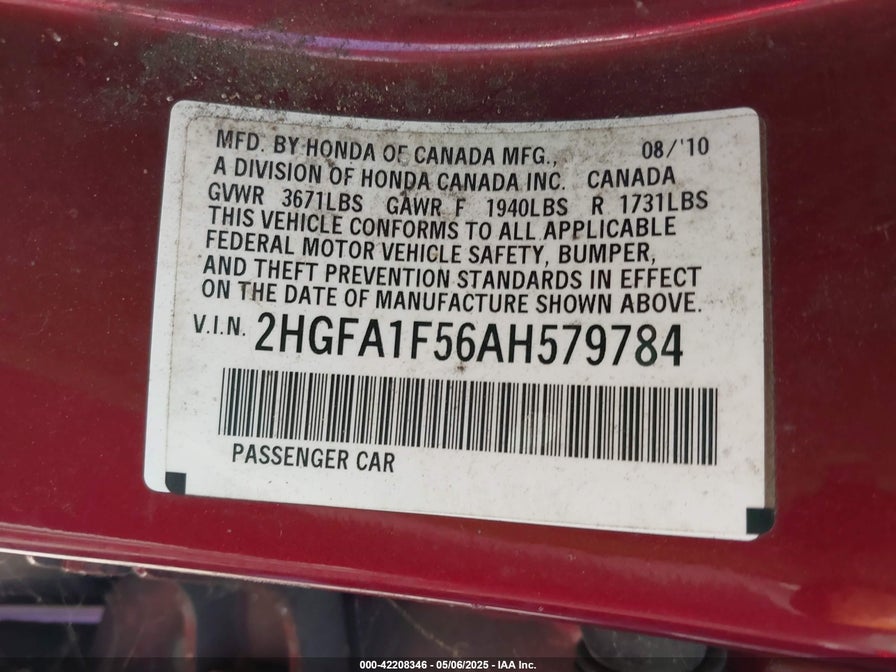 MFD. BY HONDA OF CANADA MFG., 08/'10
A DIVISION OF HONDA CANADA INC. CANADA
GVWR 3671LBS GAWR F 1940LBS R 1731LBS
THIS VEHICLE CONFORMS TO ALL APPLICABLE
FEDERAL MOTOR VEHICLE SAFETY, BUMPER,
AND THEFT PREVENTION STANDARDS IN EFFECT
ON THE DATE OF MANUFACTURE SHOWN ABOVE.
V.I.N. 2HGFA1F56AH579784
PASSENGER CAR
000-42208346 - 05/06/2025 - IAA Inc.